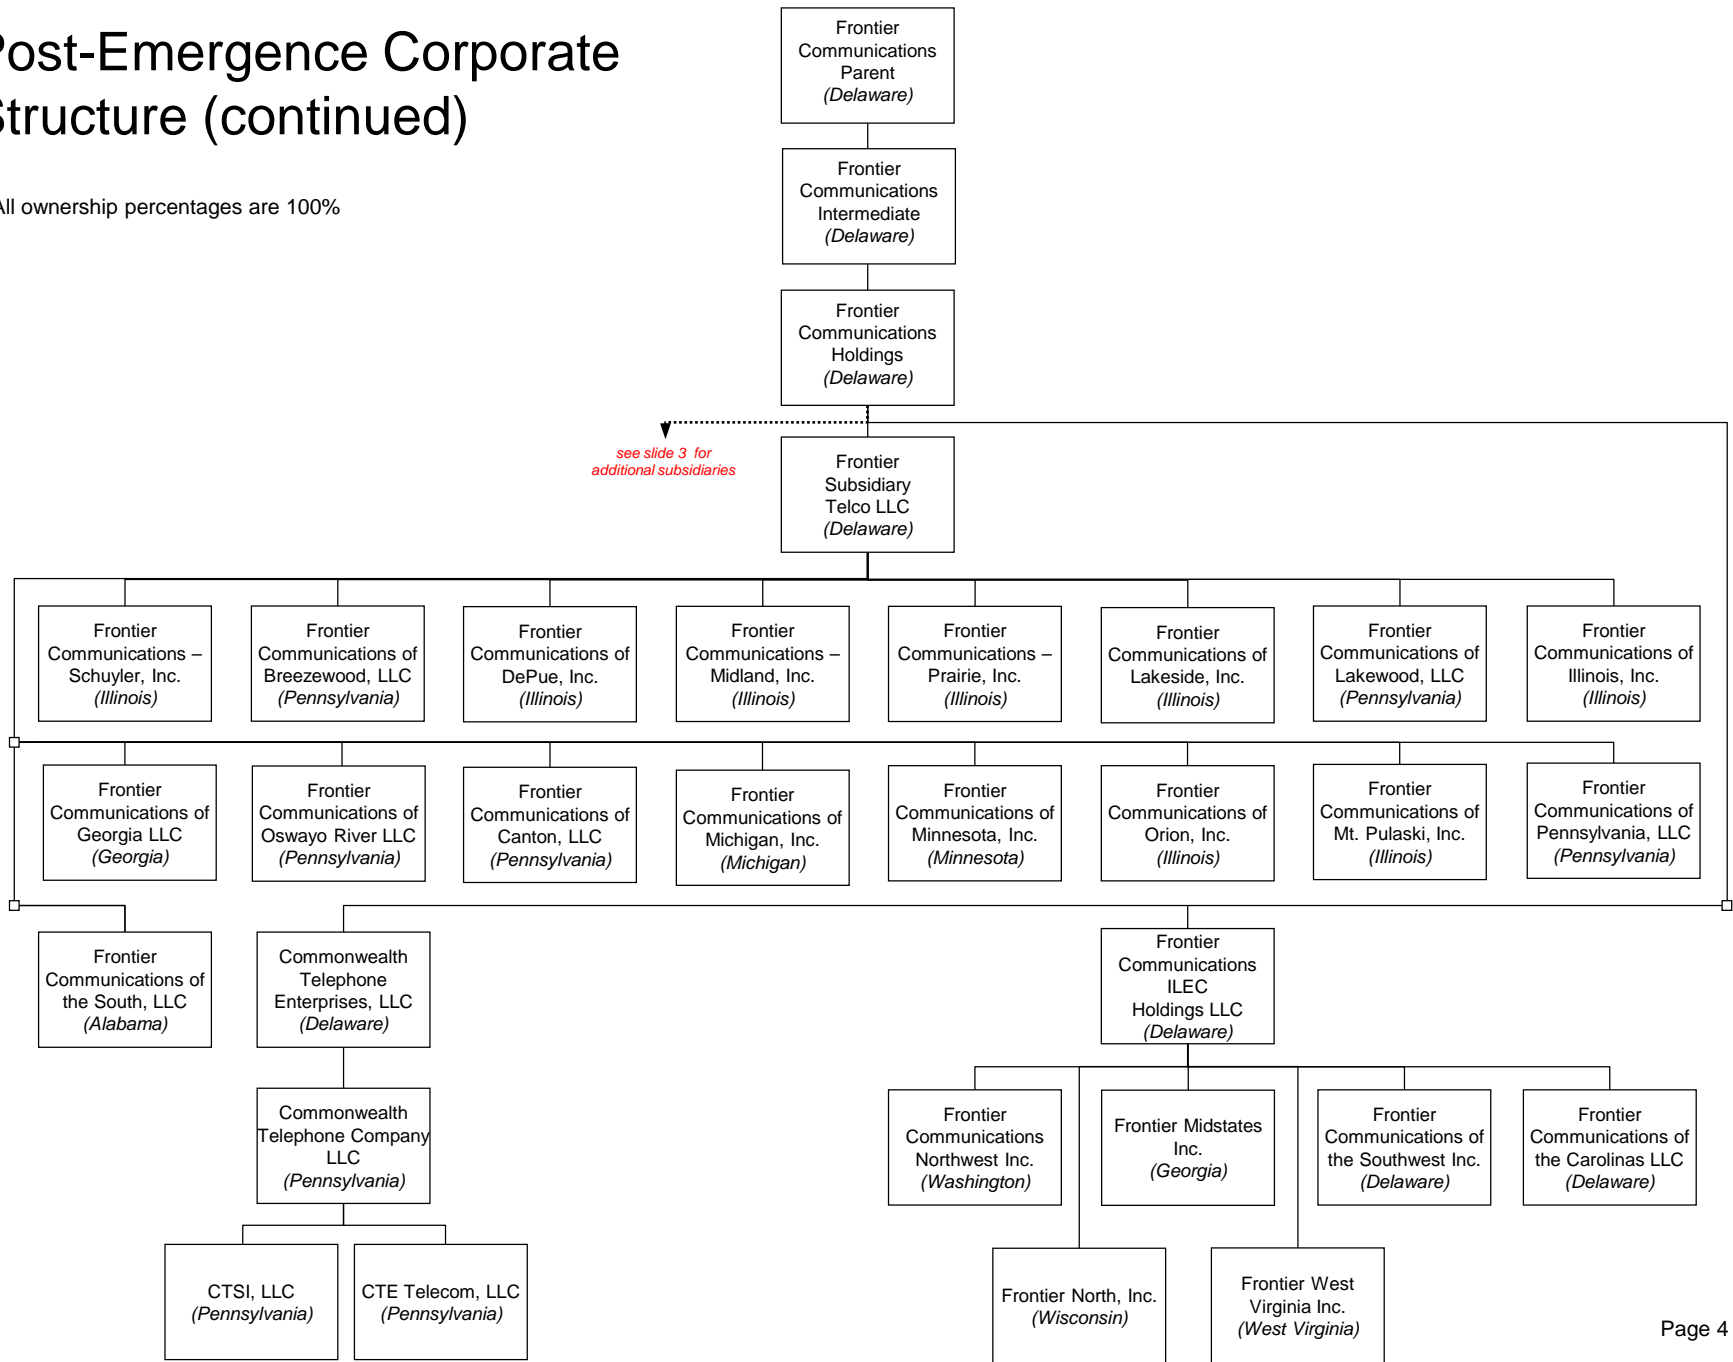 Post-Emergence Corporate
Structure (continued)
All ownership percentages are 100%
Frontier
Communications
Parent
(Delaware)
Frontier
Communications
Intermediate
(Delaware)
Frontier
Communications
Holdings
(Delaware)
see slide 3 for
additional subsidiaries
Frontier
Subsidiary
Telco LLC
(Delaware)
Frontier
Communications –
Schuyler, Inc.
(Illinois)
Frontier
Communications of
Breezewood, LLC
(Pennsylvania)
Frontier
Communications of
DePue, Inc.
(Illinois)
Frontier
Communications –
Midland, Inc.
(Illinois)
Frontier
Communications –
Prairie, Inc.
(Illinois)
Frontier
Communications of
Lakeside, Inc.
(Illinois)
Frontier
Communications of
Lakewood, LLC
(Pennsylvania)
Frontier
Communications of
Illinois, Inc.
(Illinois)
Frontier
Communications of
Georgia LLC
(Georgia)
Frontier
Communications of
Oswayo River LLC
(Pennsylvania)
Frontier
Communications of
Canton, LLC
(Pennsylvania)
Frontier
Communications of
Michigan, Inc.
(Michigan)
Frontier
Communications of
Minnesota, Inc.
(Minnesota)
Frontier
Communications of
Orion, Inc.
(Illinois)
Frontier
Communications of
Mt. Pulaski, Inc.
(Illinois)
Frontier
Communications of
Pennsylvania, LLC
(Pennsylvania)
Frontier
Communications of
the South, LLC
(Alabama)
Commonwealth
Telephone
Enterprises, LLC
(Delaware)
Frontier
Communications
ILEC
Holdings LLC
(Delaware)
Commonwealth
Telephone Company
LLC
(Pennsylvania)
Frontier
Communications
Northwest Inc.
(Washington)
Frontier Midstates
Inc.
(Georgia)
Frontier
Communications of
the Southwest Inc.
(Delaware)
Frontier
Communications of
the Carolinas LLC
(Delaware)
CTSI, LLC
(Pennsylvania)
CTE Telecom, LLC
(Pennsylvania)
Frontier North, Inc.
(Wisconsin)
Frontier West
Virginia Inc.
(West Virginia)
Page 4